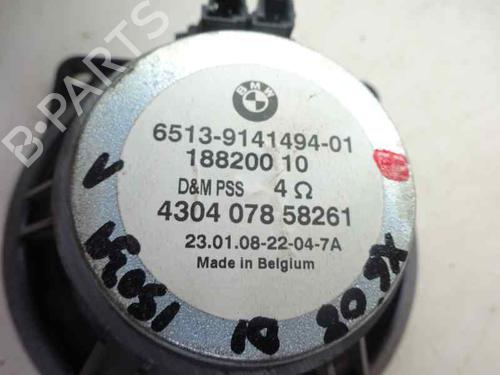 BMW
6513-9141494-01
188200 10
D&M PSS 4 Ω
4304 078 58261
23.01.08-22-04-7A
Made in Belgium
B-PARTS